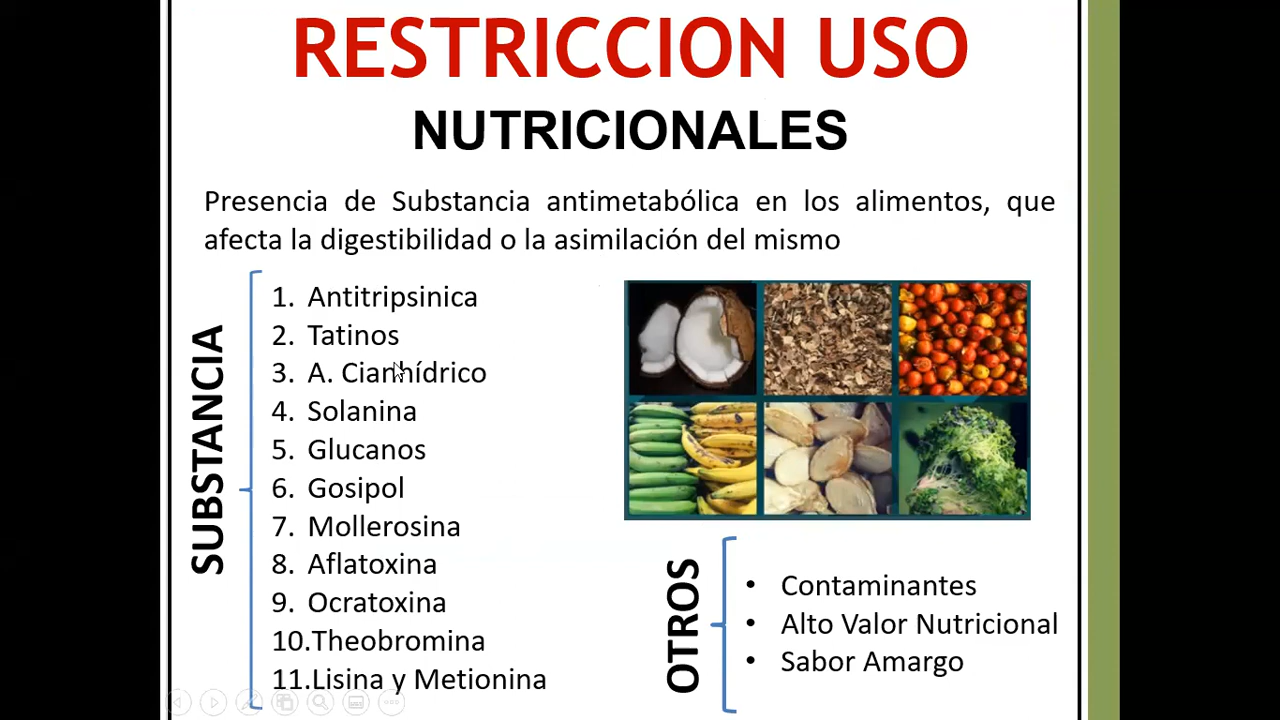 RESTRICCION USO
NUTRICIONALES
Presencia de Substancia antimetabólica en los alimentos, que
afecta la digestibilidad o la asimilación del mismo
SUBSTANCIA
1. Antitripsinica
2. Tatinos
3. A. Cianhídrico
4. Solanina
5. Glucanos
6. Gosipol
7. Mollerosina
8. Aflatoxina
9. Ocratoxina
10.Theobromina
11.Lisina y Metionina
OTROS
• Contaminantes
• Alto Valor Nutricional
• Sabor Amargo